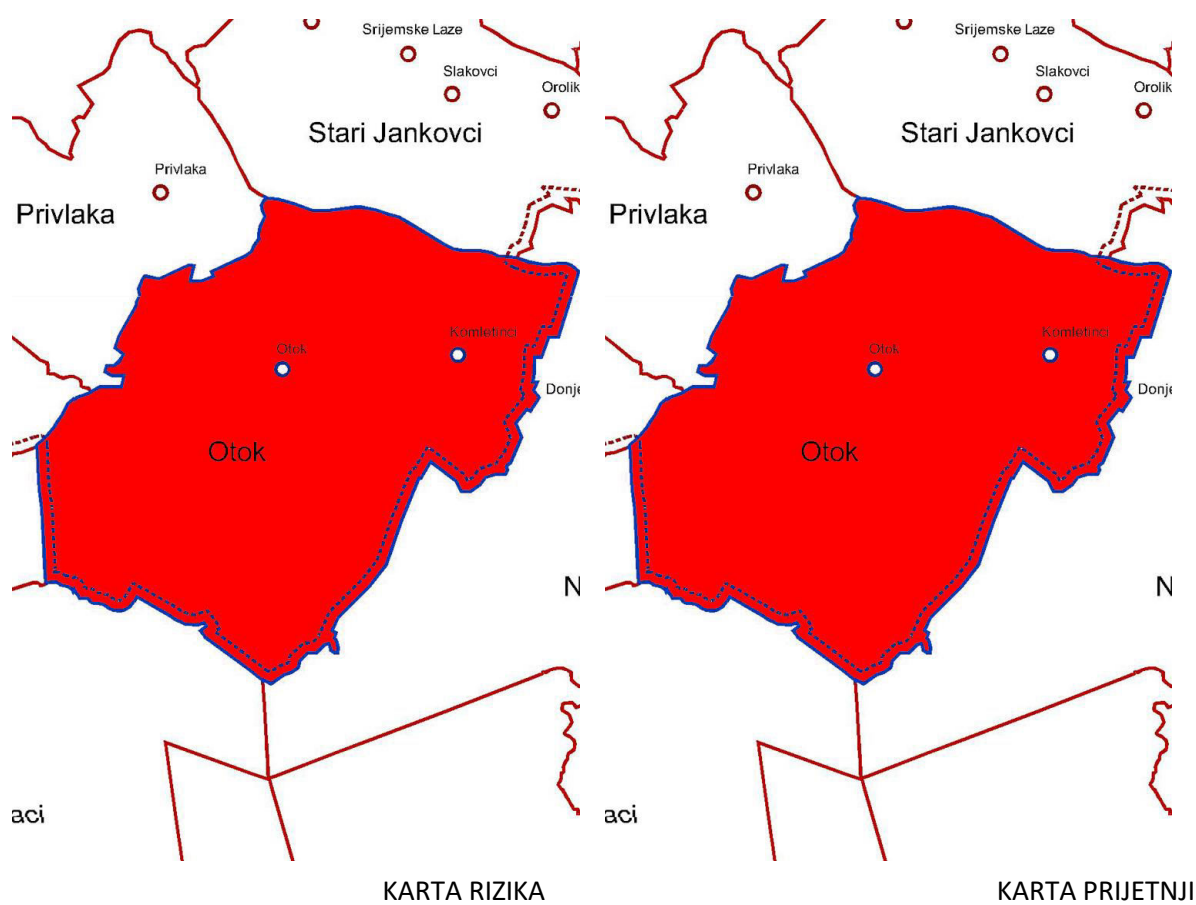 Srijemske Laze
Slakovci
Orolik
Stari Jankovci
Privlaka
Privlaka
Komletinci
Otok
Donje
Otok
N
aci
KARTA RIZIKA
Srijemske Laze
Slakovci
Orolik
Stari Jankovci
Privlaka
Privlaka
Komletinci
Otok
Donje
Otok
N
aci
KARTA PRIJETNJI